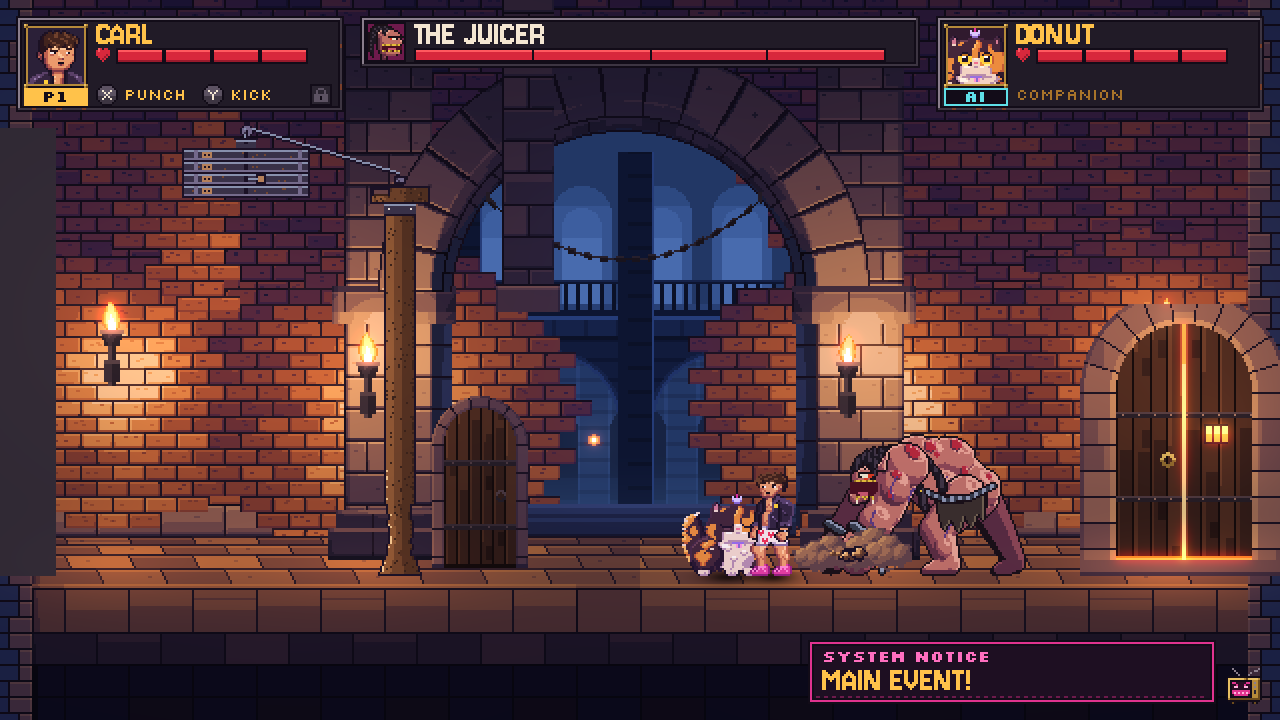 CARL
P1
X PUNCH Y KICK
THE JUICER
DONUT
AI
COMPANION
SYSTEM NOTICE
MAIN EVENT!